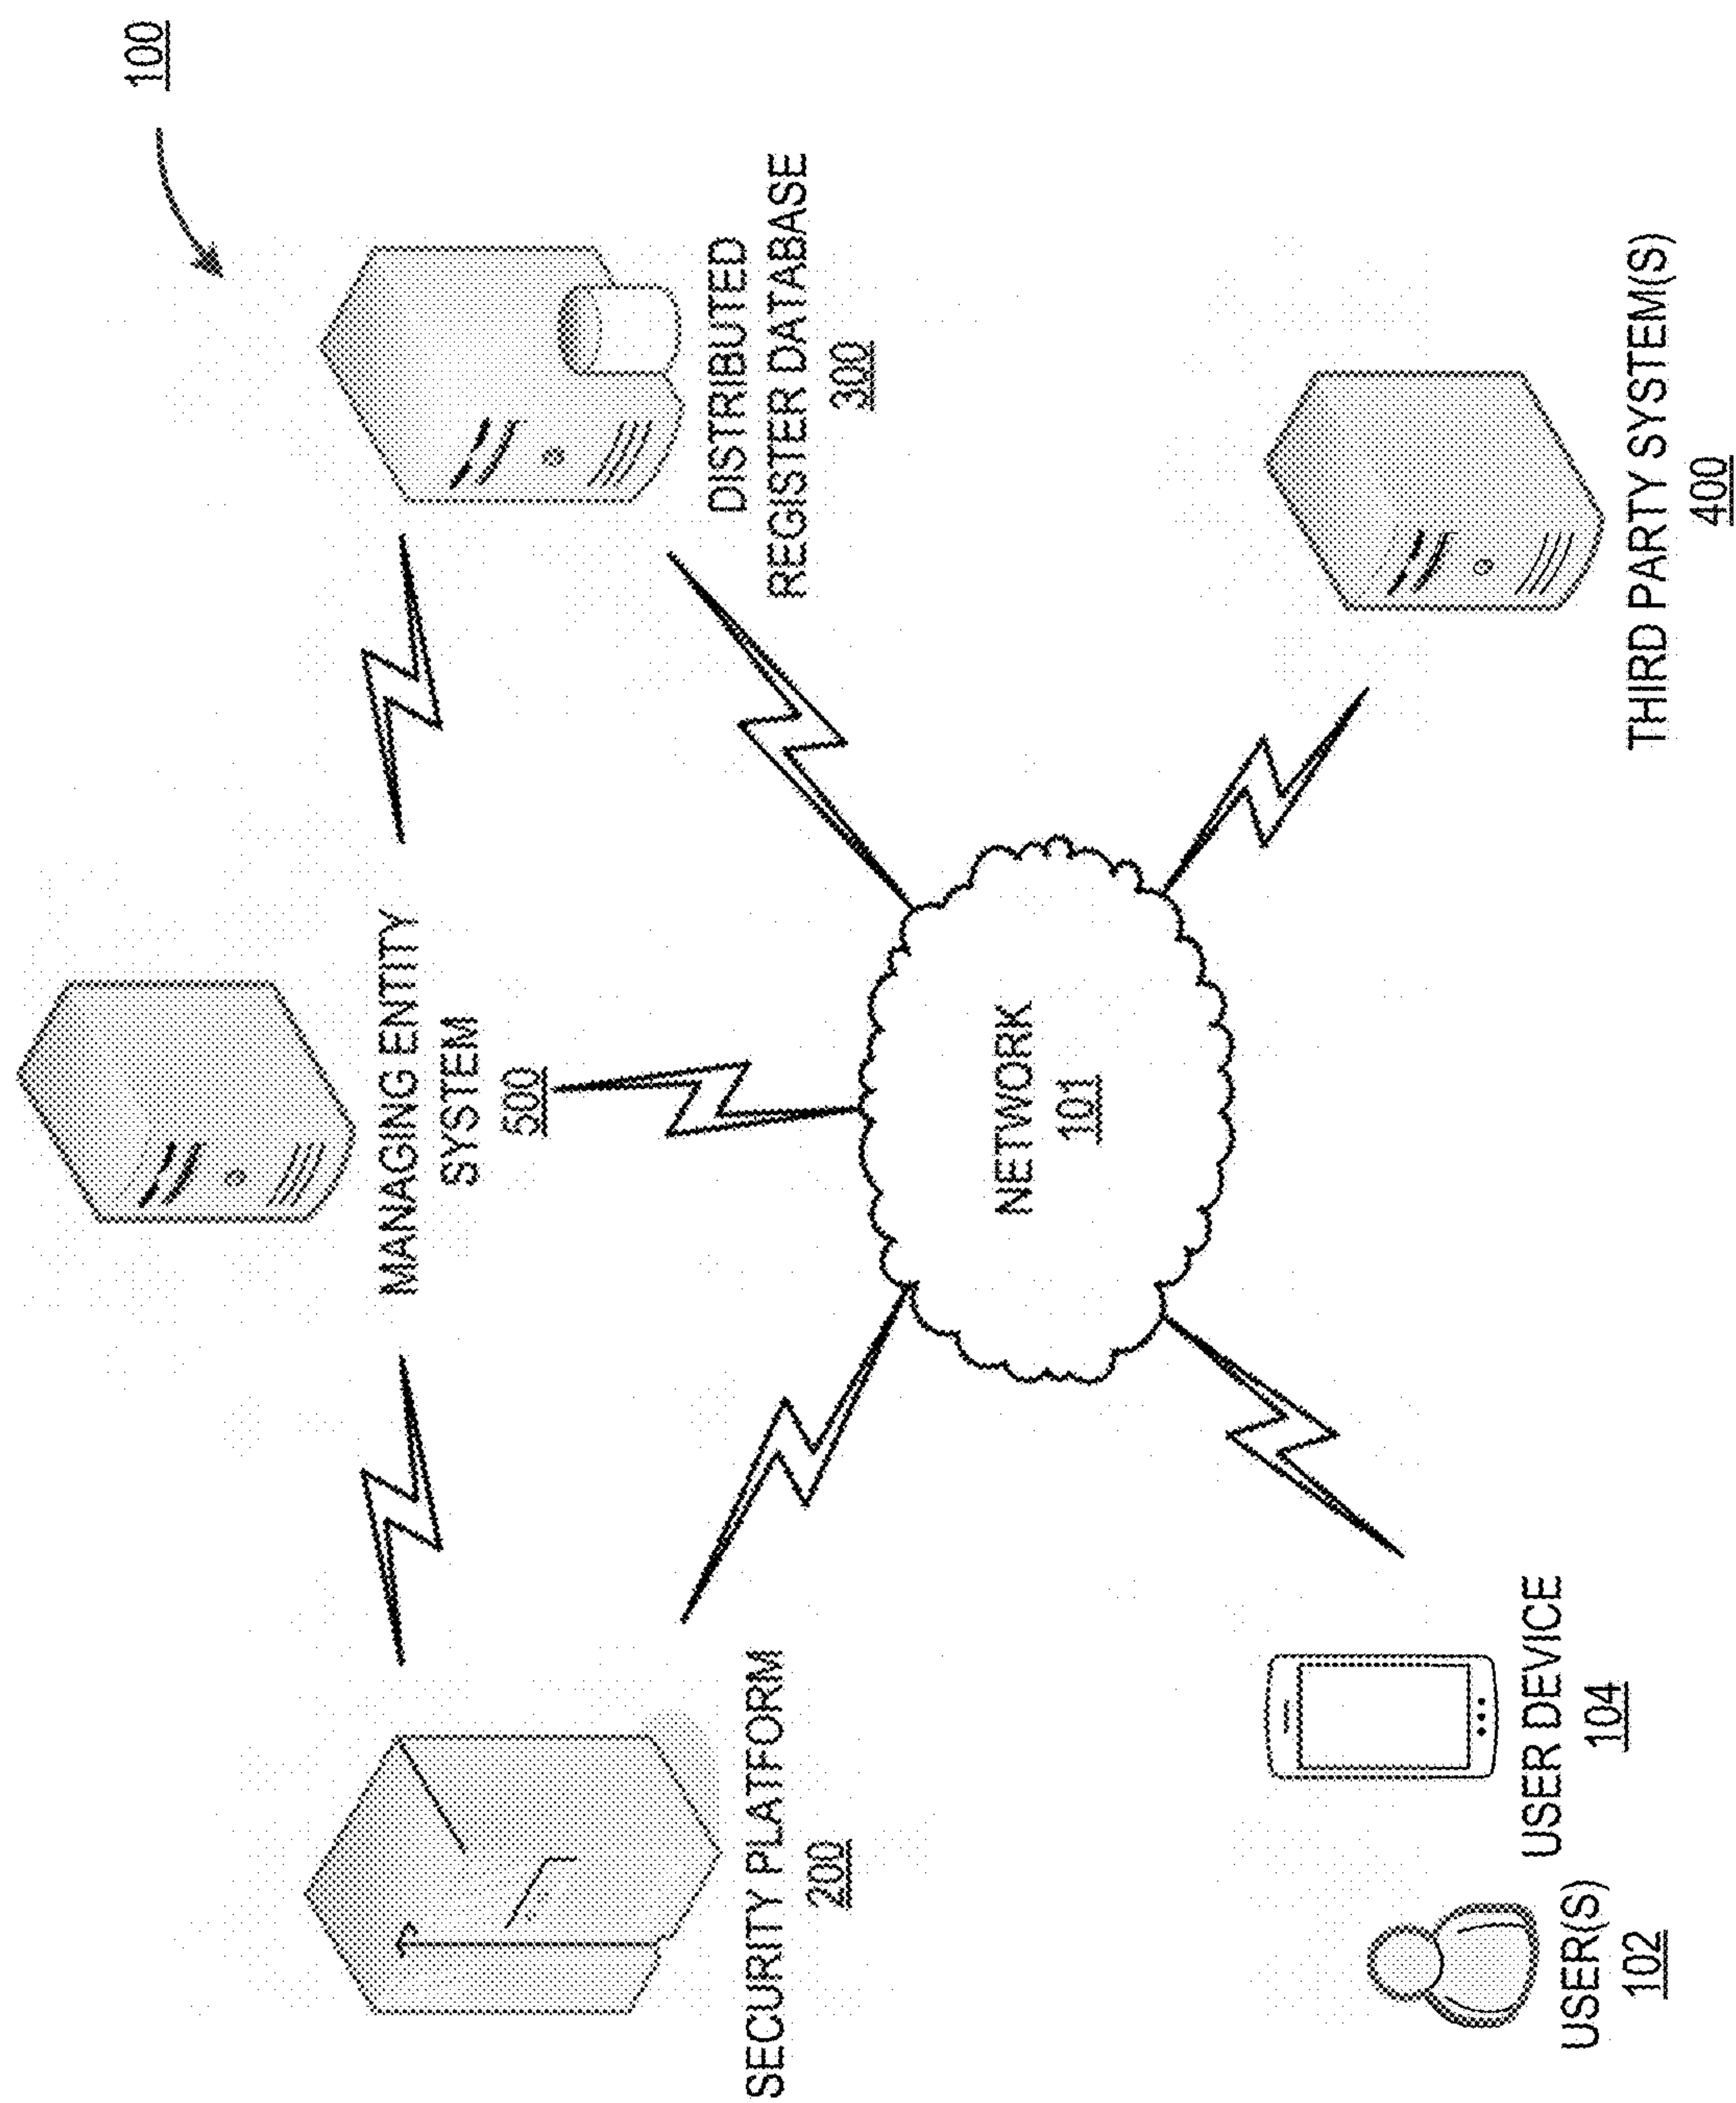 100
MANAGING ENTITY
SYSTEM
500
SECURITY PLATFORM
200
DISTRIBUTED
REGISTER DATABASE
300
NETWORK
101
USER(S)
102
USER DEVICE
104
THIRD PARTY SYSTEM(S)
400